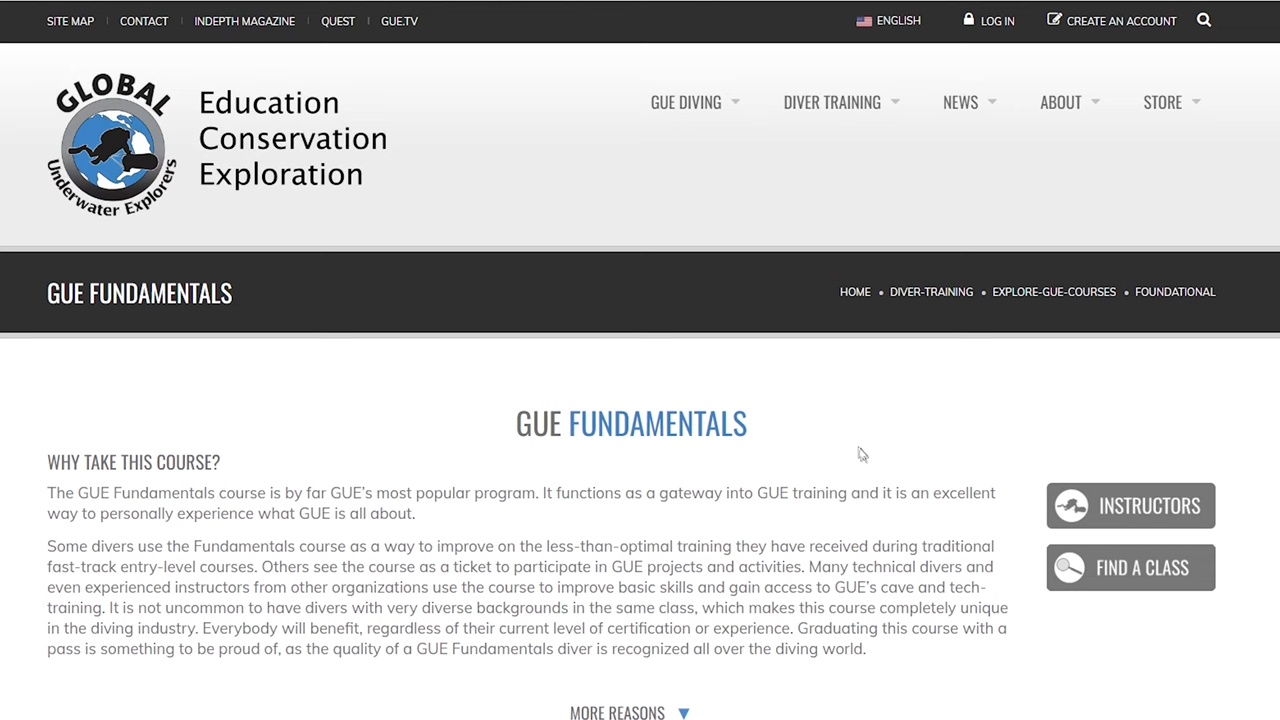 SITE MAP CONTACT INDEPTH MAGAZINE QUEST GUE.TV ENGLISH LOG IN CREATE AN ACCOUNT
GLOBAL
Underwater Explorers
Education
Conservation
Exploration
GUE DIVING DIVER TRAINING NEWS ABOUT STORE
GUE FUNDAMENTALS
HOME • DIVER-TRAINING • EXPLORE-GUE-COURSES • FOUNDATIONAL
GUE FUNDAMENTALS
WHY TAKE THIS COURSE?
The GUE Fundamentals course is by far GUE's most popular program. It functions as a gateway into GUE training and it is an excellent
way to personally experience what GUE is all about.
Some divers use the Fundamentals course as a way to improve on the less-than-optimal training they have received during traditional
fast-track entry-level courses. Others see the course as a ticket to participate in GUE projects and activities. Many technical divers and
even experienced instructors from other organizations use the course to improve basic skills and gain access to GUE's cave and tech-
training. It is not uncommon to have divers with very diverse backgrounds in the same class, which makes this course completely unique
in the diving industry. Everybody will benefit, regardless of their current level of certification or experience. Graduating this course with a
pass is something to be proud of, as the quality of a GUE Fundamentals diver is recognized all over the diving world.
INSTRUCTORS
FIND A CLASS
MORE REASONS